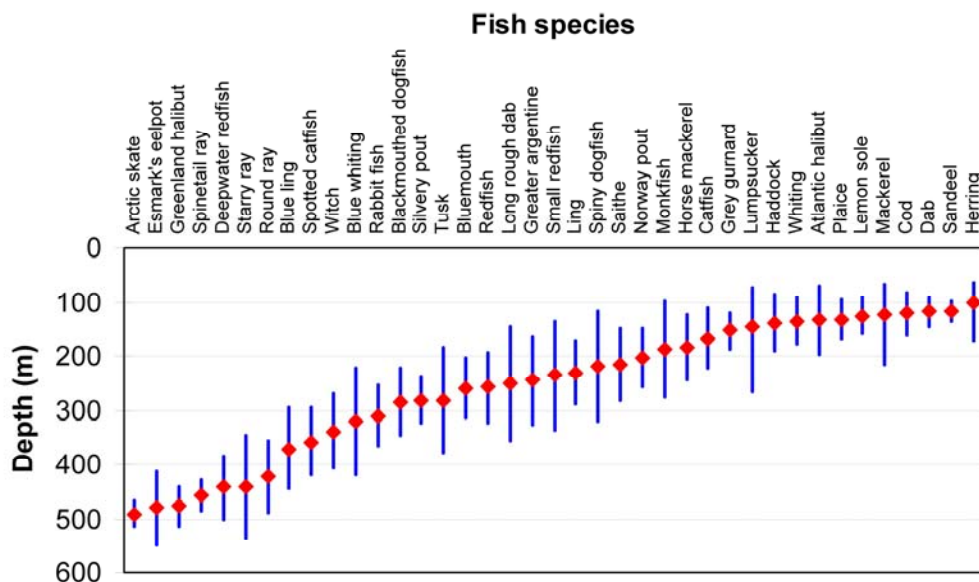 Fish species
Arctic skate
Esmark's eelpot
Greenland halibut
Spinetail ray
Deepwater redfish
Starry ray
Round ray
Blue ling
Spotted catfish
Witch
Blue whiting
Rabbit fish
Blackmouthed dogfish
Silvery pout
Tusk
Bluemouth
Redfish
Long rough dab
Greater argentine
Small redfish
Ling
Spiny dogfish
Saithe
Norway pout
Monkfish
Horse mackerel
Catfish
Grey gurnard
Lumpsucker
Haddock
Whiting
Atlantic halibut
Plaice
Lemon sole
Mackerel
Cod
Dab
Sandeel
Herring
Depth (m)
0
100
200
300
400
500
600